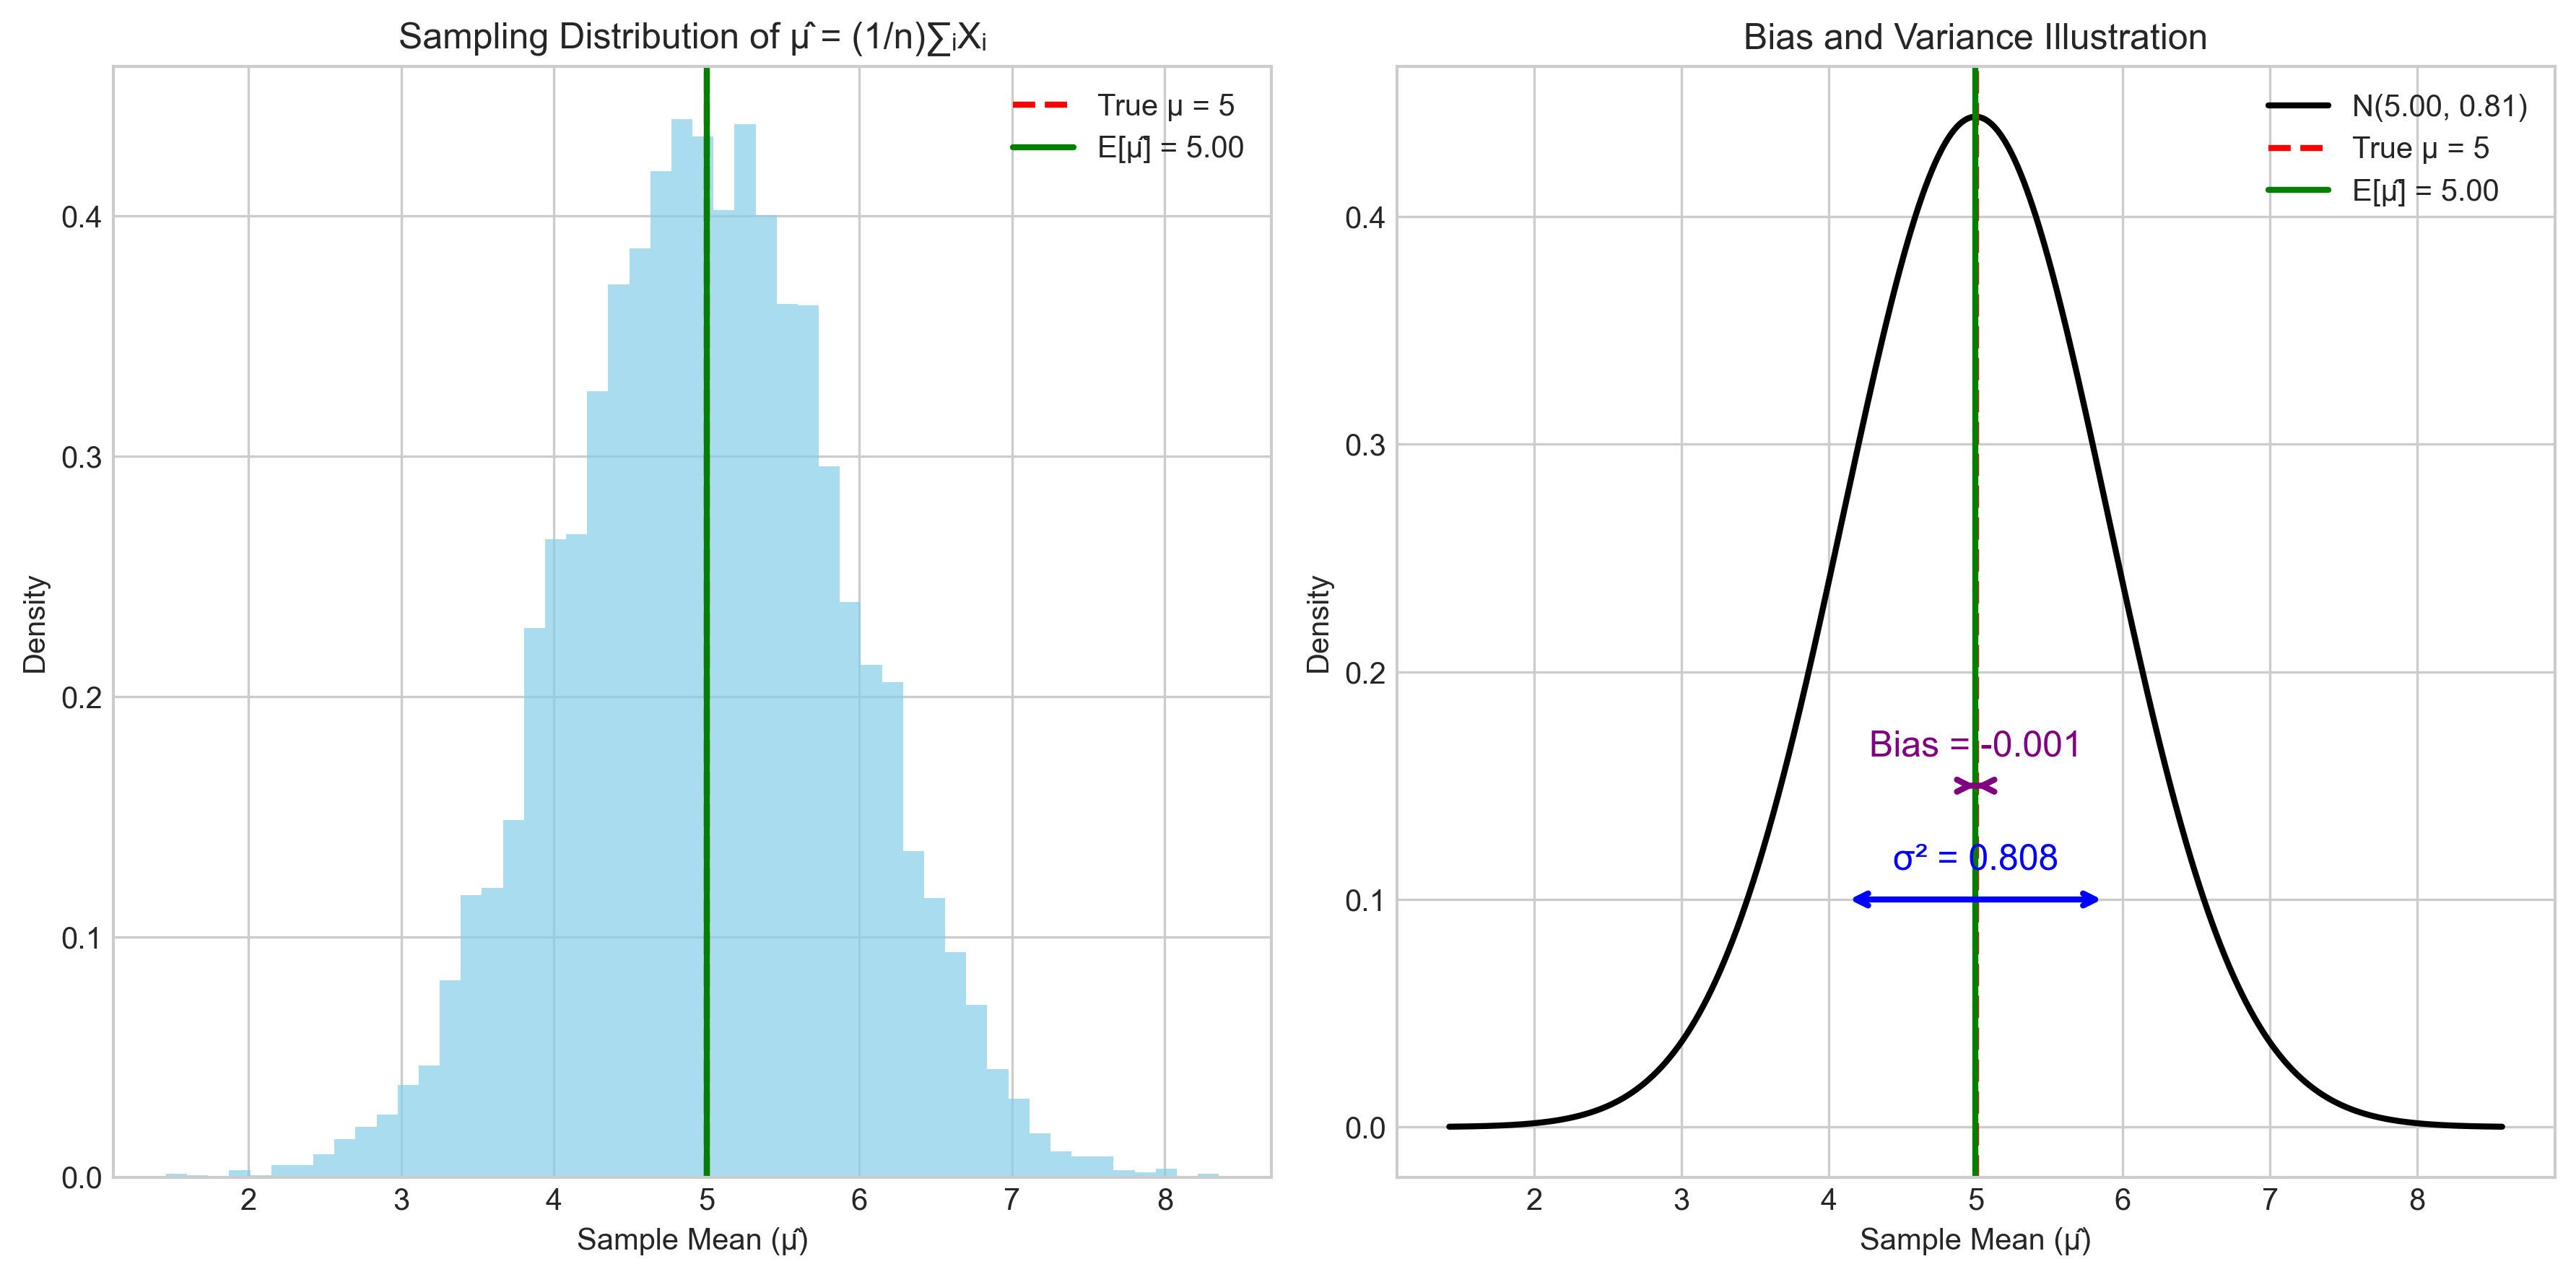 Sampling Distribution of μ̂ = (1/n)∑ᵢXᵢ
True μ = 5
E[μ̂] = 5.00
Density
0.4
0.3
0.2
0.1
0.0
2 3 4 5 6 7 8
Sample Mean (μ̂)
Bias and Variance Illustration
N(5.00, 0.81)
True μ = 5
E[μ̂] = 5.00
Bias = -0.001
σ² = 0.808
Density
0.4
0.3
0.2
0.1
0.0
2 3 4 5 6 7 8
Sample Mean (μ̂)